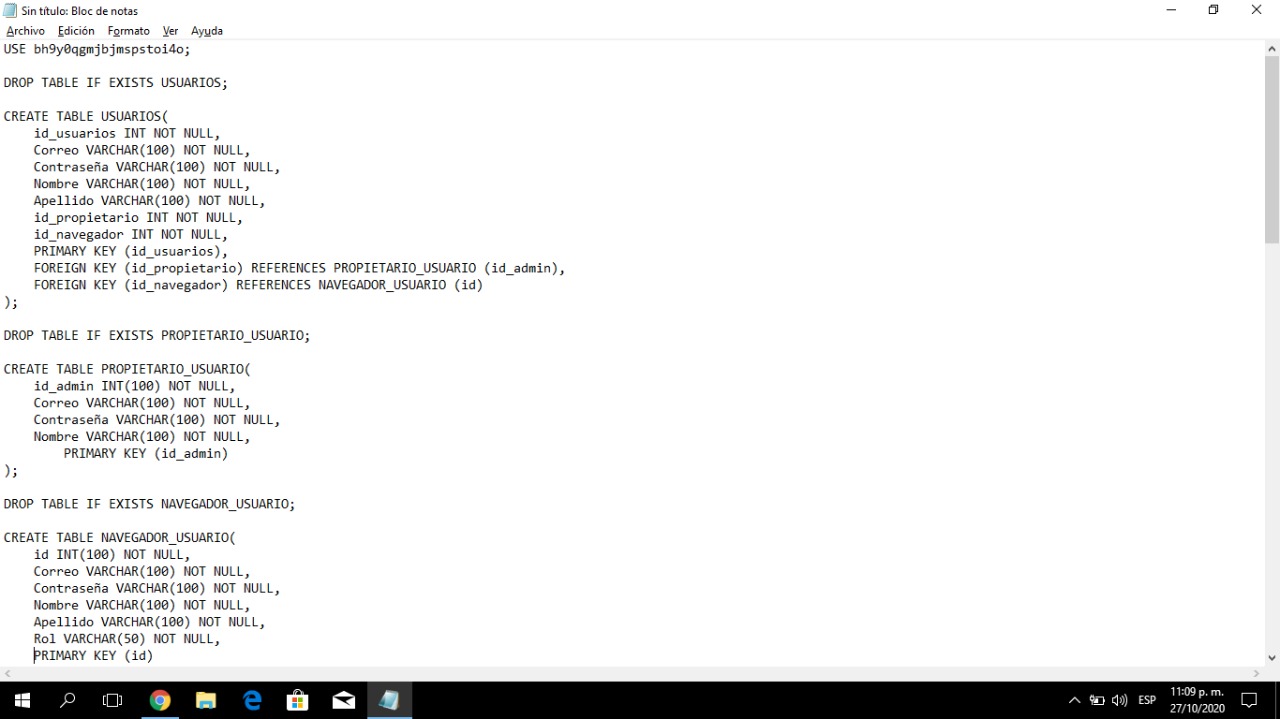 Sin título: Bloc de notas
Archivo Edición Formato Ver Ayuda
USE bh9y0qgmjbjmspstoi4o;
DROP TABLE IF EXISTS USUARIOS;
CREATE TABLE USUARIOS(
id_usuarios INT NOT NULL,
Correo VARCHAR(100) NOT NULL,
Contraseña VARCHAR(100) NOT NULL,
Nombre VARCHAR(100) NOT NULL,
Apellido VARCHAR(100) NOT NULL,
id_propietario INT NOT NULL,
id_navegador INT NOT NULL,
PRIMARY KEY (id_usuarios),
FOREIGN KEY (id_propietario) REFERENCES PROPIETARIO_USUARIO (id_admin),
FOREIGN KEY (id_navegador) REFERENCES NAVEGADOR_USUARIO (id)
);
DROP TABLE IF EXISTS PROPIETARIO_USUARIO;
CREATE TABLE PROPIETARIO_USUARIO(
id_admin INT(100) NOT NULL,
Correo VARCHAR(100) NOT NULL,
Contraseña VARCHAR(100) NOT NULL,
Nombre VARCHAR(100) NOT NULL,
PRIMARY KEY (id_admin)
);
DROP TABLE IF EXISTS NAVEGADOR_USUARIO;
CREATE TABLE NAVEGADOR_USUARIO(
id INT(100) NOT NULL,
Correo VARCHAR(100) NOT NULL,
Contraseña VARCHAR(100) NOT NULL,
Nombre VARCHAR(100) NOT NULL,
Apellido VARCHAR(100) NOT NULL,
Rol VARCHAR(50) NOT NULL,
PRIMARY KEY (id)
ESP
11:09 p. m.
27/10/2020